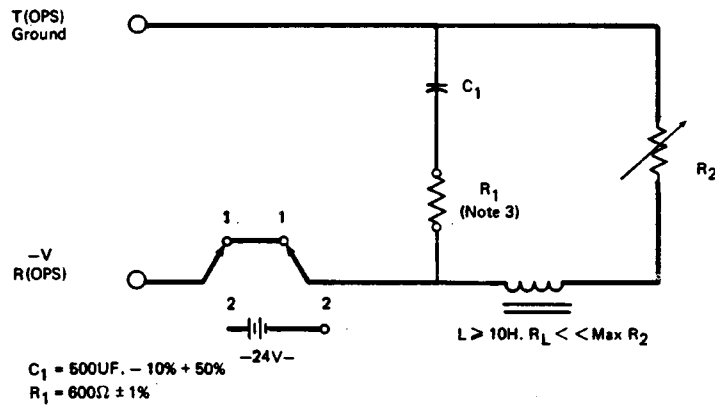 T(OPS)
Ground
C₁
R₂
R₁
(Note 3)
1 1
–V
R(OPS)
2 2
–24V–
L ⩾ 10H. R_L < <Max R₂
C₁ = 500UF. – 10% + 50%
R₁ = 600Ω ± 1%